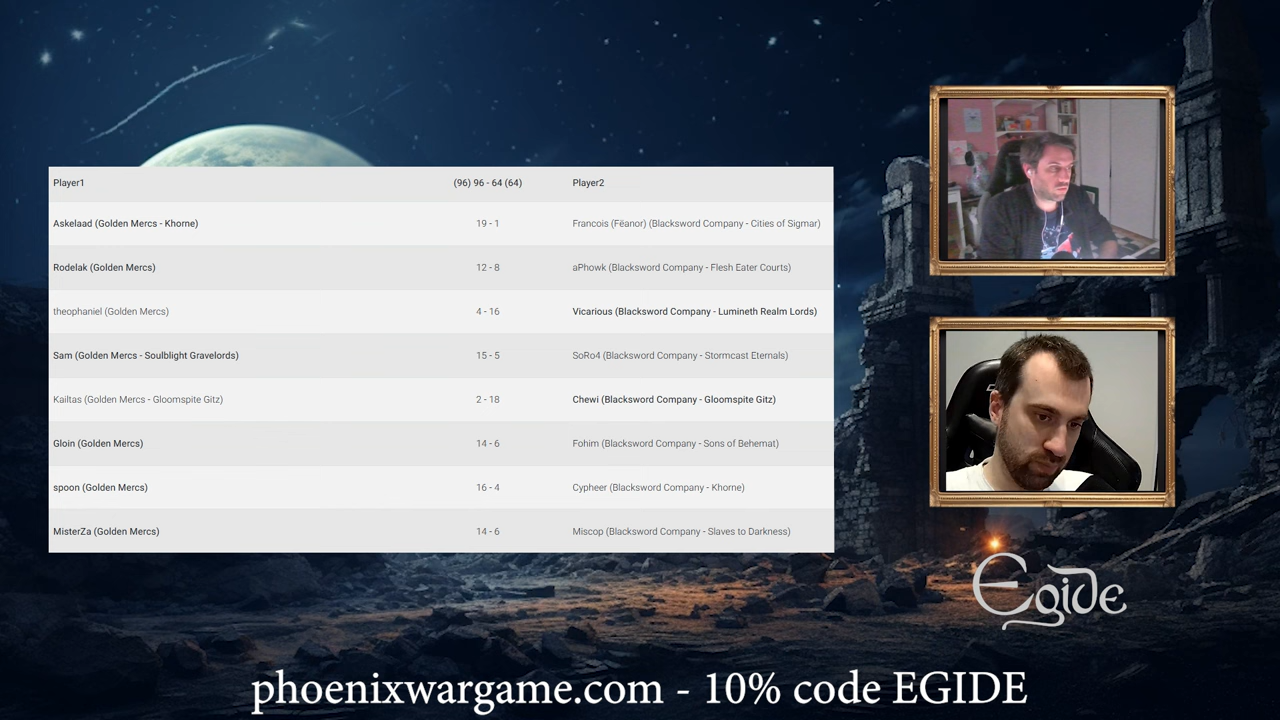 Player1 (96) 96 - 64 (64) Player2
Askelaad (Golden Mercs - Khorne) 19 - 1 Francois (Fëanor) (Blacksword Company - Cities of Sigmar)
Rodelak (Golden Mercs) 12 - 8 aPhowk (Blacksword Company - Flesh Eater Courts)
theophaniel (Golden Mercs) 4 - 16 Vicarious (Blacksword Company - Lumineth Realm Lords)
Sam (Golden Mercs - Soulblight Gravelords) 15 - 5 SoRo4 (Blacksword Company - Stormcast Eternals)
Kailtas (Golden Mercs - Gloomspite Gitz) 2 - 18 Chewi (Blacksword Company - Gloomspite Gitz)
Gloin (Golden Mercs) 14 - 6 Fohim (Blacksword Company - Sons of Behemat)
spoon (Golden Mercs) 16 - 4 Cypheer (Blacksword Company - Khorne)
MisterZa (Golden Mercs) 14 - 6 Miscop (Blacksword Company - Slaves to Darkness)
Egide
phoenixwargame.com - 10% code EGIDE